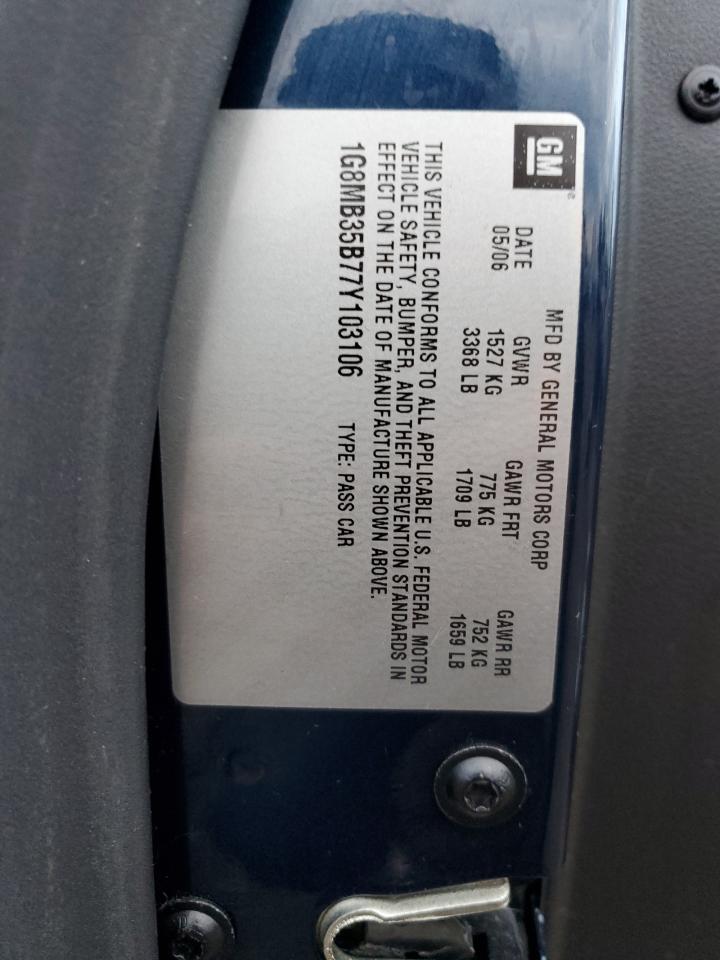 GM
MFD BY GENERAL MOTORS CORP
DATE GVWR GAWR FRT GAWR RR
05/06 1527 KG 775 KG 752 KG
3368 LB 1709 LB 1659 LB
THIS VEHICLE CONFORMS TO ALL APPLICABLE U.S. FEDERAL MOTOR
VEHICLE SAFETY, BUMPER, AND THEFT PREVENTION STANDARDS IN
EFFECT ON THE DATE OF MANUFACTURE SHOWN ABOVE.
1G8MB35B77Y103106 TYPE: PASS CAR